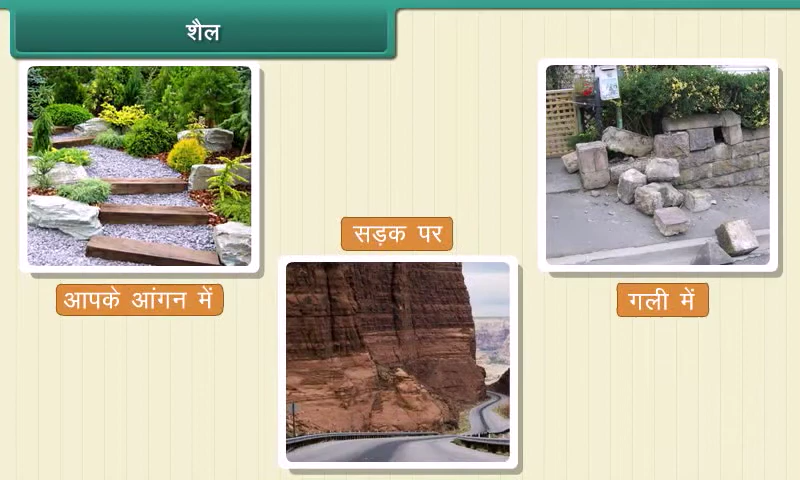 शैल
सड़क पर
आपके आंगन में
गली में